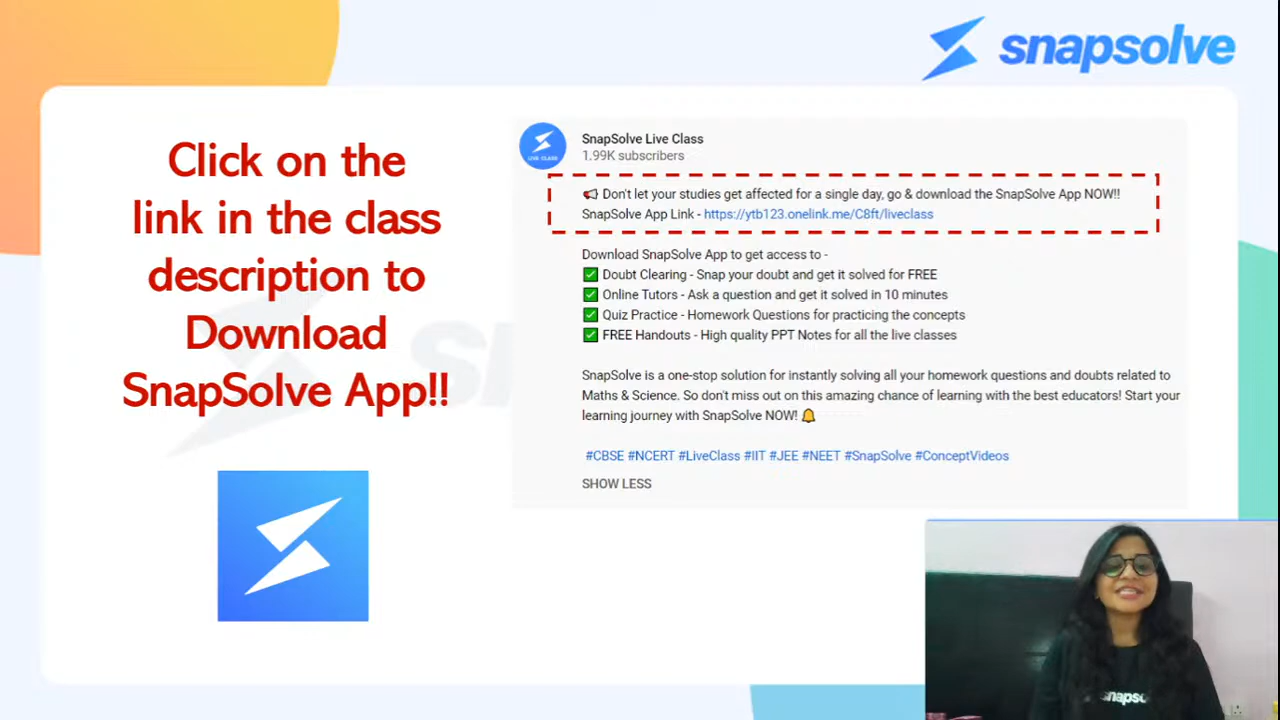 snapsolve
Click on the
link in the class
description to
Download
SnapSolve App!!
LIVE CLASS
SnapSolve Live Class
1.99K subscribers
Don't let your studies get affected for a single day, go & download the SnapSolve App NOW!!
SnapSolve App Link - https://ytb123.onelink.me/C8ft/liveclass
Download SnapSolve App to get access to -
Doubt Clearing - Snap your doubt and get it solved for FREE
Online Tutors - Ask a question and get it solved in 10 minutes
Quiz Practice - Homework Questions for practicing the concepts
FREE Handouts - High quality PPT Notes for all the live classes
SnapSolve is a one-stop solution for instantly solving all your homework questions and doubts related to
Maths & Science. So don't miss out on this amazing chance of learning with the best educators! Start your
learning journey with SnapSolve NOW!
#CBSE #NCERT #LiveClass #IIT #JEE #NEET #SnapSolve #ConceptVideos
SHOW LESS
snapso